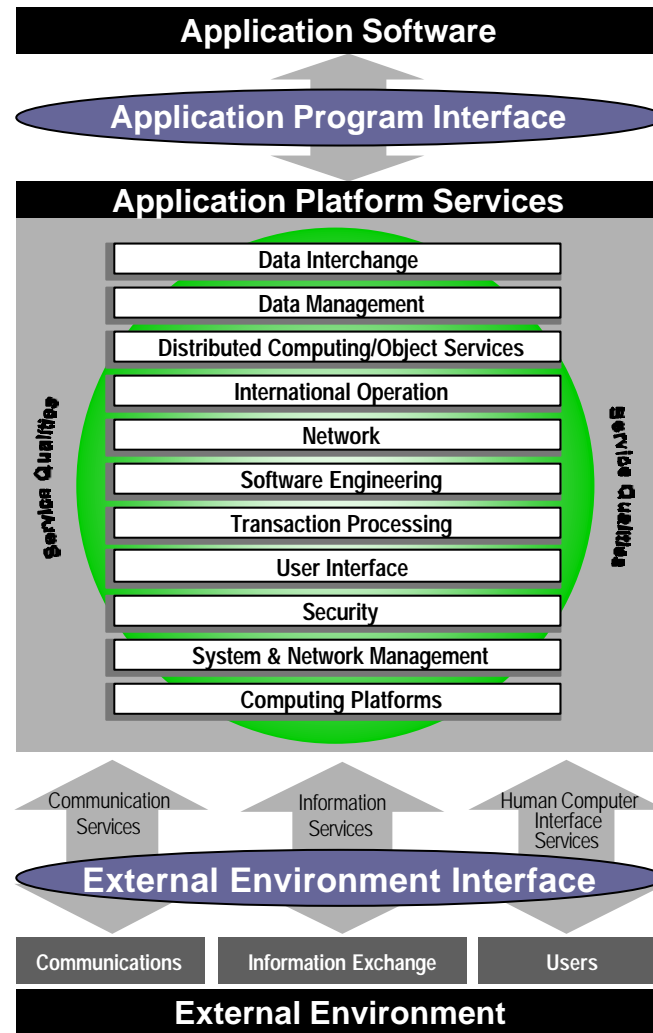 Application Software
Application Program Interface
Application Platform Services
Data Interchange
Data Management
Distributed Computing/Object Services
International Operation
Network
Software Engineering
Transaction Processing
User Interface
Security
System & Network Management
Computing Platforms
Service Qualities
Service Qualities
Communication
Services
Information
Services
Human Computer
Interface
Services
External Environment Interface
Communications
Information Exchange
Users
External Environment